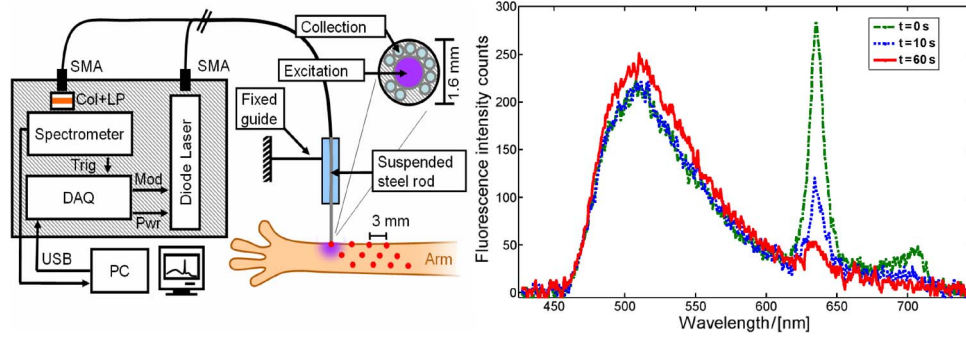 Collection
Excitation
1.6 mm
SMA
SMA
Col+LP
Spectrometer
Trig
DAQ
Mod
Pwr
Diode Laser
USB
PC
Fixed
guide
Suspended
steel rod
3 mm
Arm
300
250
200
150
100
50
0
Fluorescence intensity counts
450
500
550
600
650
700
Wavelength/[nm]
t=0 s
t=10 s
t=60 s